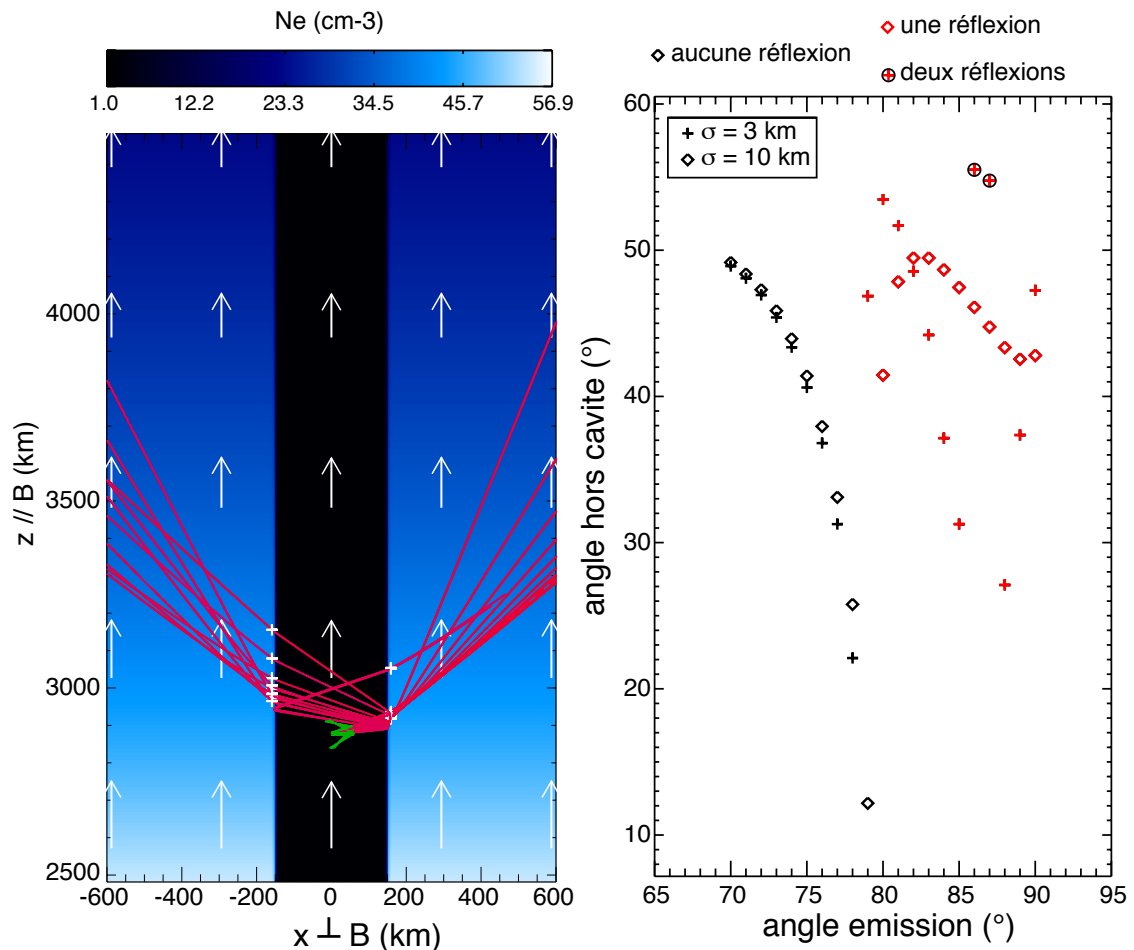 Ne (cm-3)
1.0 12.2 23.3 34.5 45.7 56.9
z // B (km)
4000
3500
3000
2500
-600 -400 -200 0 200 400 600
x ⊥ B (km)
aucune réflexion
une réflexion
deux réflexions
σ = 3 km
σ = 10 km
angle hors cavite (°)
60
50
40
30
20
10
65 70 75 80 85 90 95
angle emission (°)